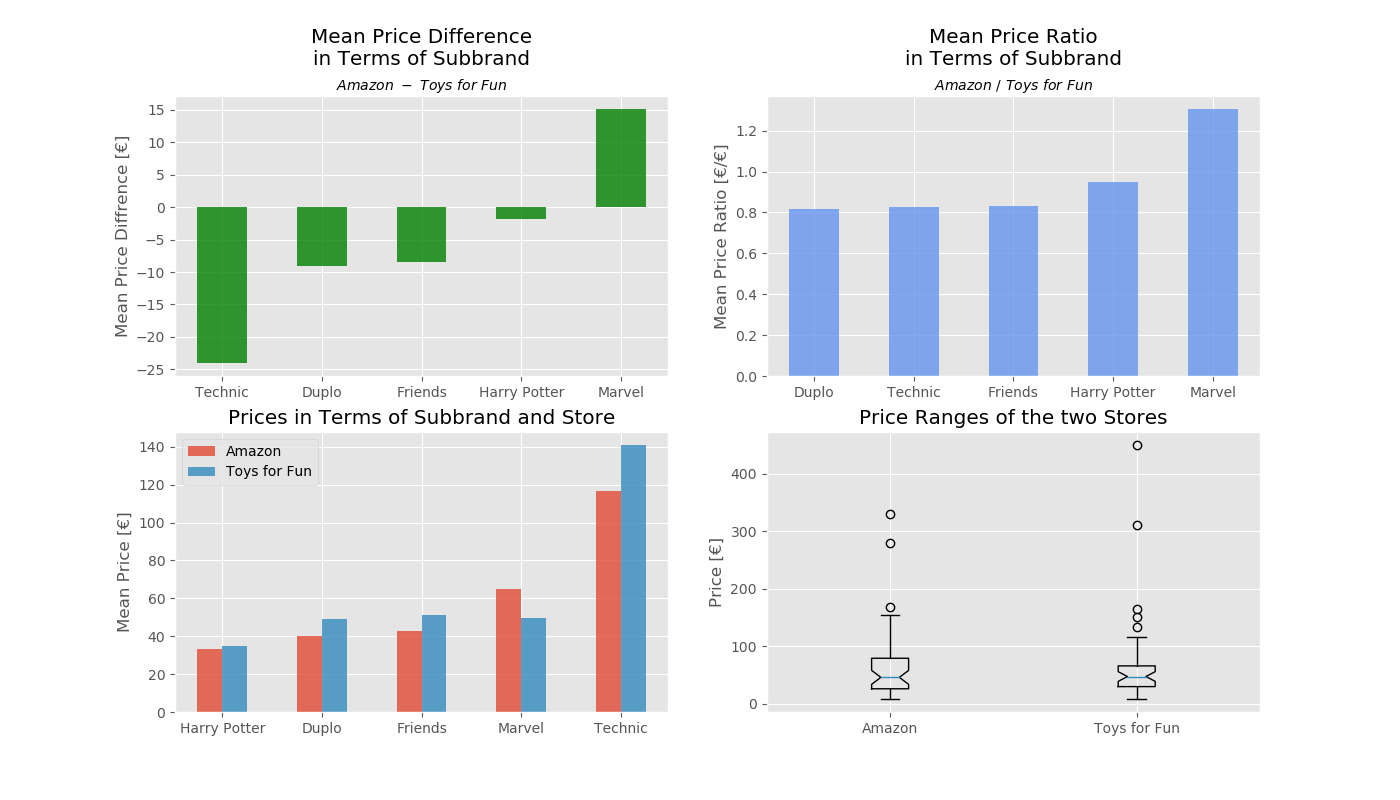 Mean Price Difference
in Terms of Subbrand
Amazon − Toys for Fun
Mean Price Diffrence [€]
15
10
5
0
−5
−10
−15
−20
−25
Technic Duplo Friends Harry Potter Marvel
Mean Price Ratio
in Terms of Subbrand
Amazon / Toys for Fun
Mean Price Ratio [€/€]
1.2
1.0
0.8
0.6
0.4
0.2
0.0
Duplo Technic Friends Harry Potter Marvel
Prices in Terms of Subbrand and Store
Amazon
Toys for Fun
Mean Price [€]
140
120
100
80
60
40
20
0
Harry Potter Duplo Friends Marvel Technic
Price Ranges of the two Stores
Price [€]
400
300
200
100
0
Amazon Toys for Fun